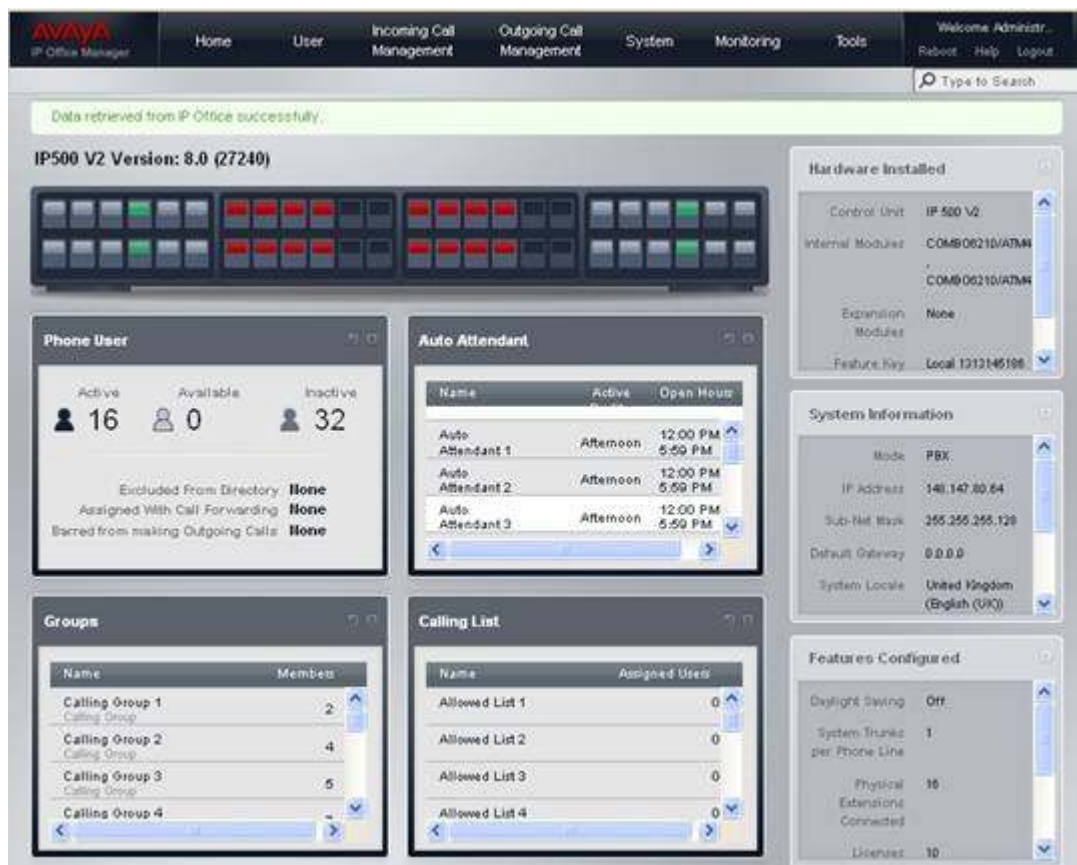 AVAYA
IP Office Manager
Home
User
Incoming Call
Management
Outgoing Call
Management
System
Monitoring
Tools
Welcome Administr...
Reboot Help Logout
Type to Search
Data retrieved from IP Office successfully.
IP500 V2 Version: 8.0 (27240)
Hardware Installed
Control Unit IP 500 V2
Internal Modules COMBO6210/ATM4
,
COMBO6210/ATM4
Expansion
Modules
None
Feature Key Local 1313145186
Phone User
Active Available Inactive
16 0 32
Excluded From Directory None
Assigned With Call Forwarding None
Barred from making Outgoing Calls None
Auto Attendant
Name Active Open Hours
Auto
Attendant 1
Afternoon
12:00 PM
5:59 PM
Auto
Attendant 2
Afternoon
12:00 PM
5:59 PM
Auto
Attendant 3
Afternoon
12:00 PM
5:59 PM
System Information
Mode PBX
IP Address 148.147.80.64
Sub-Net Mask 255.255.255.128
Default Gateway 0.0.0.0
System Locale United Kingdom
(English (UK))
Groups
Name Members
Calling Group 1 2
Calling Group
Calling Group 2 4
Calling Group
Calling Group 3 5
Calling Group
Calling Group 4
Calling List
Name Assigned Users
Allowed List 1 0
Allowed List 2 0
Allowed List 3 0
Allowed List 4 0
Features Configured
Daylight Saving Off
System Trunks
per Phone Line
1
Physical
Extensions
Connected
16
Licenses 10